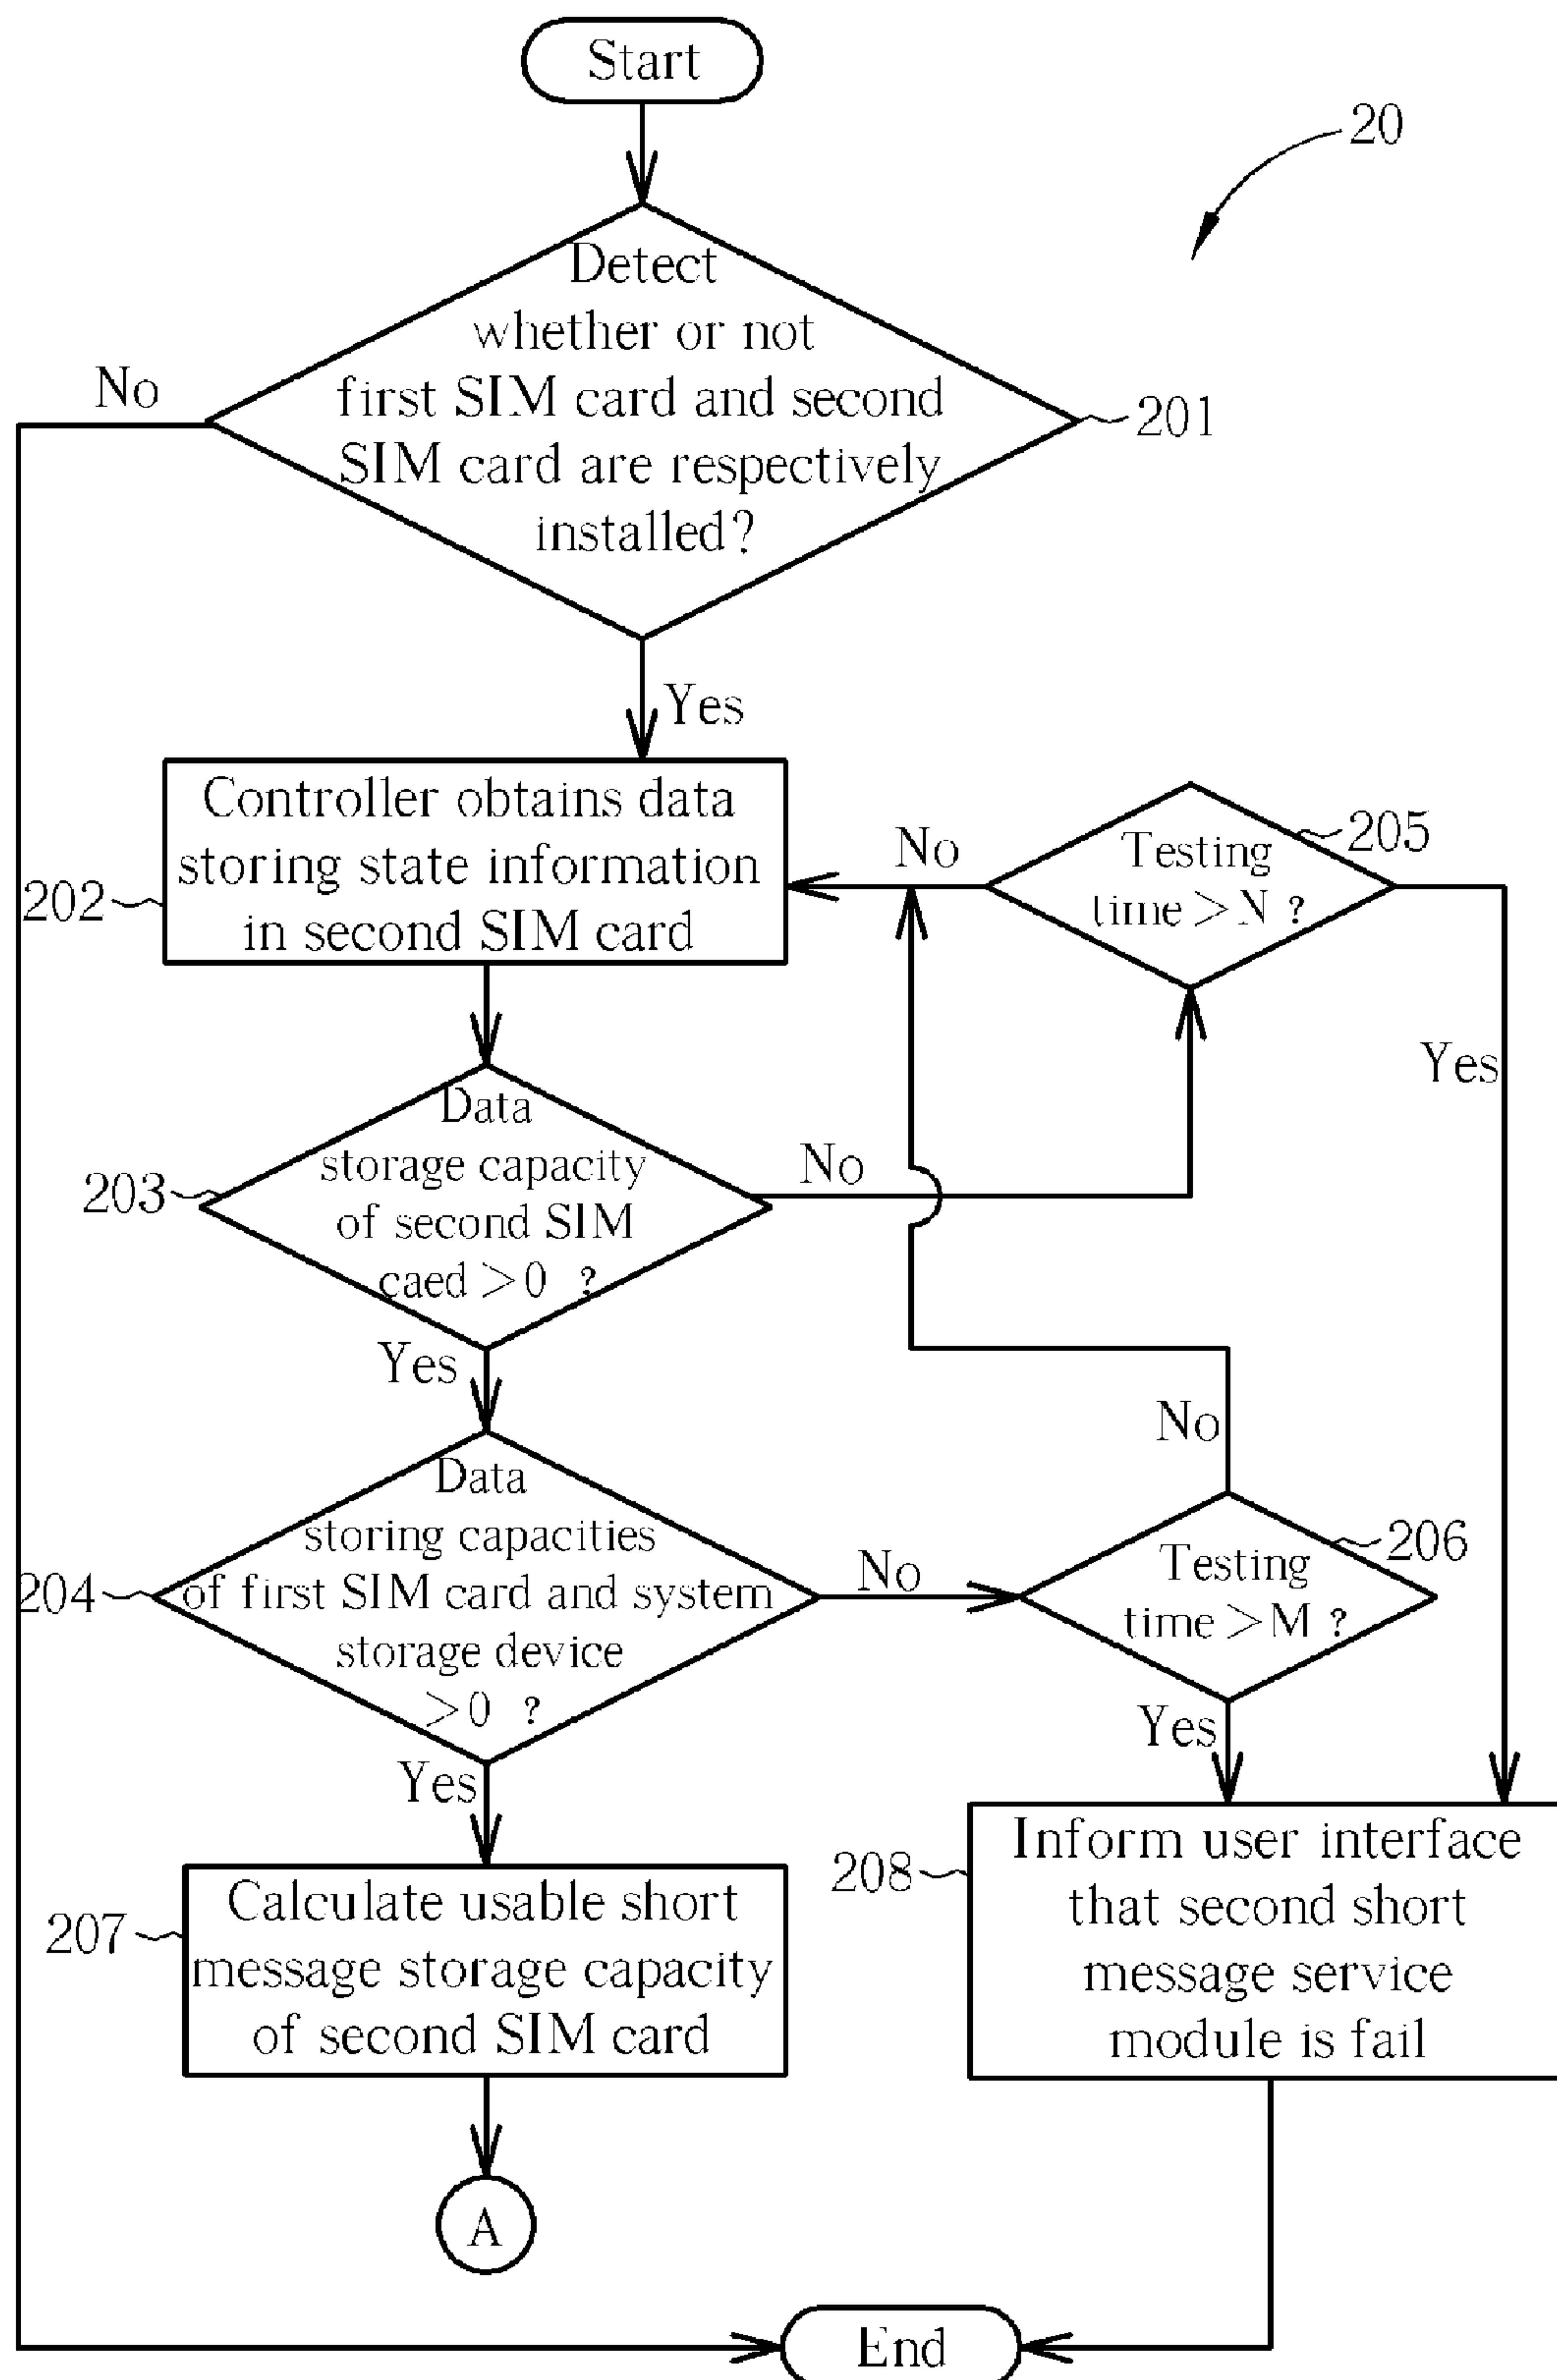 Start
20
Detect
whether or not
first SIM card and second
SIM card are respectively
installed?
No
201
Yes
Controller obtains data
storing state information
in second SIM card
202
No
Testing
time >N ?
205
Yes
Data
storage capacity
of second SIM
caed >0 ?
203
No
Yes
No
Data
storing capacities
of first SIM card and system
storage device
>0 ?
204
No
Testing
time >M ?
206
Yes
Yes
Calculate usable short
message storage capacity
of second SIM card
207
Inform user interface
that second short
message service
module is fail
208
A
End